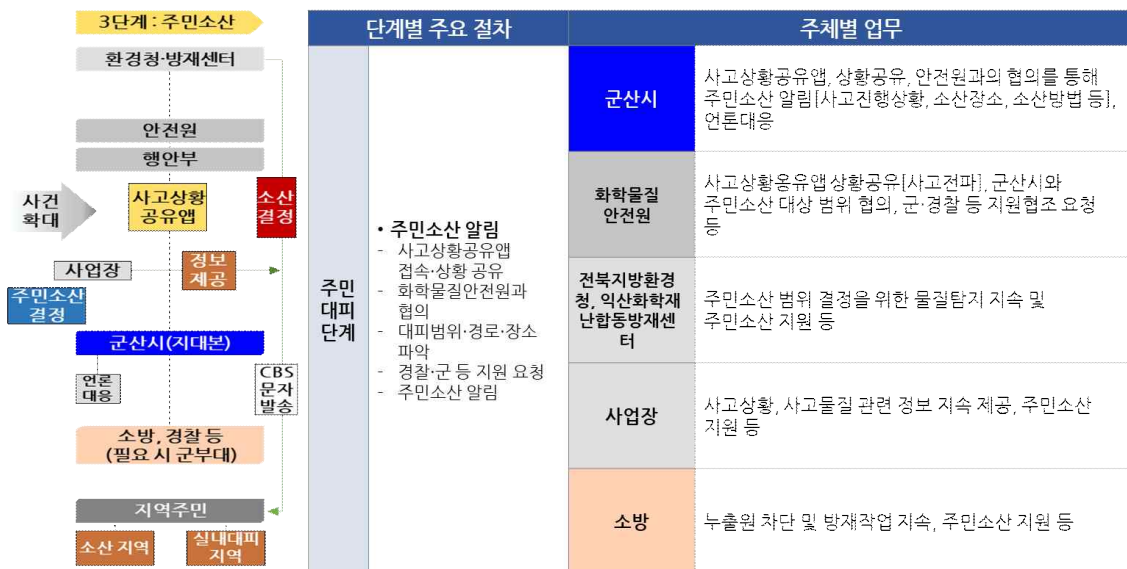 3단계 : 주민소산
환경청·방재센터
안전원
행안부
사건
확대
사고상황
공유앱
소산
결정
사업장
정보
제공
주민소산
결정
군산시(지대본)
언론
대응
CBS
문자
발송
소방, 경찰 등
(필요 시 군부대)
지역주민
소산 지역
실내대피
지역
단계별 주요 절차
주체별 업무
주민
대피
단계
• 주민소산 알림
- 사고상황공유앱
접속·상황 공유
- 화학물질안전원과
협의
- 대피범위·경로·장소
파악
- 경찰·군 등 지원 요청
- 주민소산 알림
군산시
사고상황공유앱, 상황공유, 안전원과의 협의를 통해
주민소산 알림[사고진행상황, 소산장소, 소산방법 등],
언론대응
화학물질
안전원
사고상황옹유앱 상황공유[사고전파], 군산시와
주민소산 대상 범위 협의, 군·경찰 등 지원협조 요청
등
전북지방환경
청, 익산화학재
난합동방재센
터
주민소산 범위 결정을 위한 물질탐지 지속 및
주민소산 지원 등
사업장
사고상황, 사고물질 관련 정보 지속 제공, 주민소산
지원 등
소방
누출원 차단 및 방재작업 지속, 주민소산 지원 등